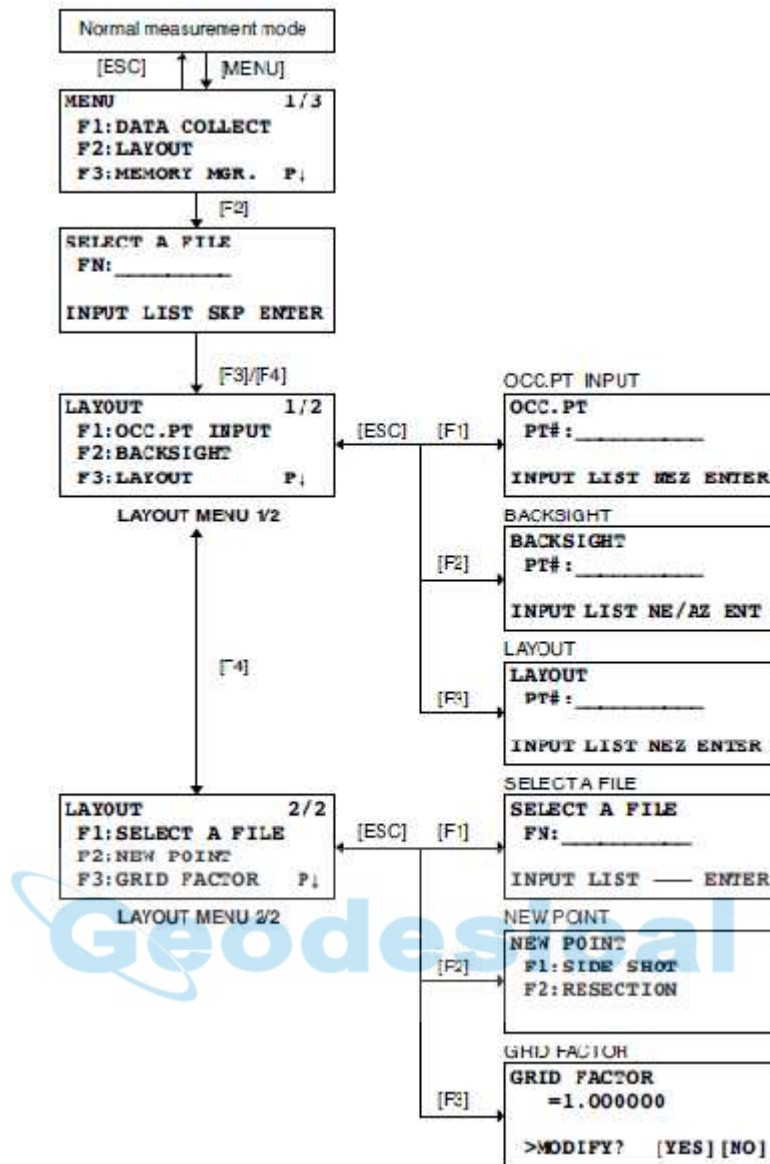 Normal measurement mode
[ESC] [MENU]
MENU 1/3
F1:DATA COLLECT
F2:LAYOUT
F3:MEMORY MGR. P↓
[F2]
SELECT A FILE
FN:_________
INPUT LIST SKP ENTER
[F3]/[F4]
LAYOUT 1/2
F1:OCC.PT INPUT
F2:BACKSIGHT
F3:LAYOUT P↓
LAYOUT MENU 1/2
[ESC] [F1]
OCC.PT INPUT
OCC.PT
PT#:__________
INPUT LIST NEZ ENTER
[F2]
BACKSIGHT
BACKSIGHT
PT#:__________
INPUT LIST NE/AZ ENT
[F3]
LAYOUT
LAYOUT
PT#:__________
INPUT LIST NEZ ENTER
[F4]
LAYOUT 2/2
F1:SELECT A FILE
F2:NEW POINT
F3:GRID FACTOR P↓
LAYOUT MENU 2/2
[ESC] [F1]
SELECT A FILE
SELECT A FILE
FN:__________
INPUT LIST --- ENTER
[F2]
NEW POINT
NEW POINT
F1:SIDE SHOT
F2:RESECTION
[F3]
GRID FACTOR
GRID FACTOR
=1.000000
>MODIFY? [YES][NO]
Geodesical